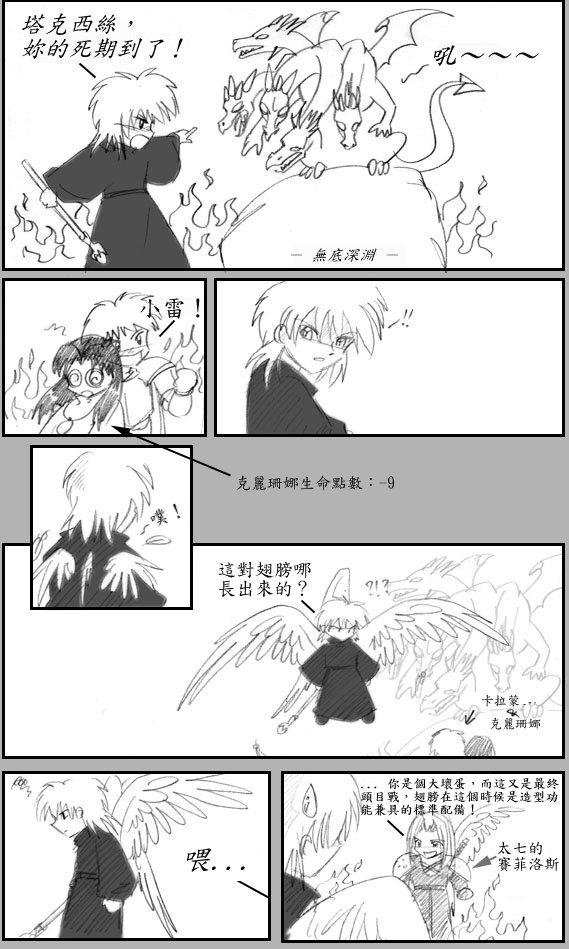 塔克西絲，
妳的死期到了！
吼～～～
— 無底深淵 —
小雷！
!!
克麗珊娜生命點數：-9
噗！
這對翅膀哪
長出來的？
?!?
卡拉蒙
&
克麗珊娜
喂...
... 你是個大壞蛋，而這又是最終
頭目戰，翅膀在這個時候是造型功
能兼具的標準配備！
太七的
賽菲洛斯